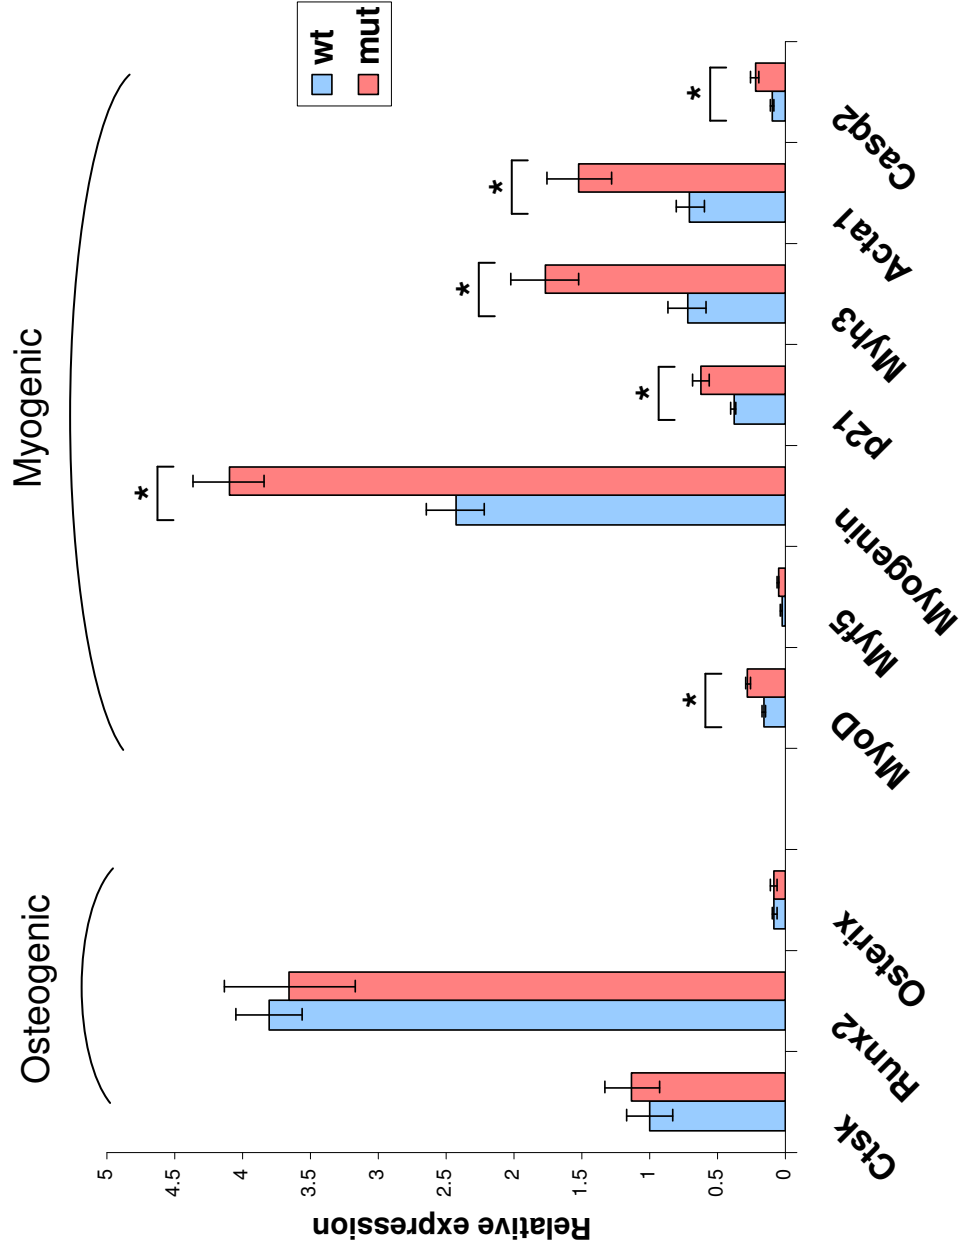 Osteogenic
Myogenic
wt
mut
Relative expression
5
4.5
4
3.5
3
2.5
2
1.5
1
0.5
0
*
*
*
*
*
*
Ctsk
Runx2
Osterix
MyoD
Myf5
Myogenin
p21
Myh3
Acta1
Casq2